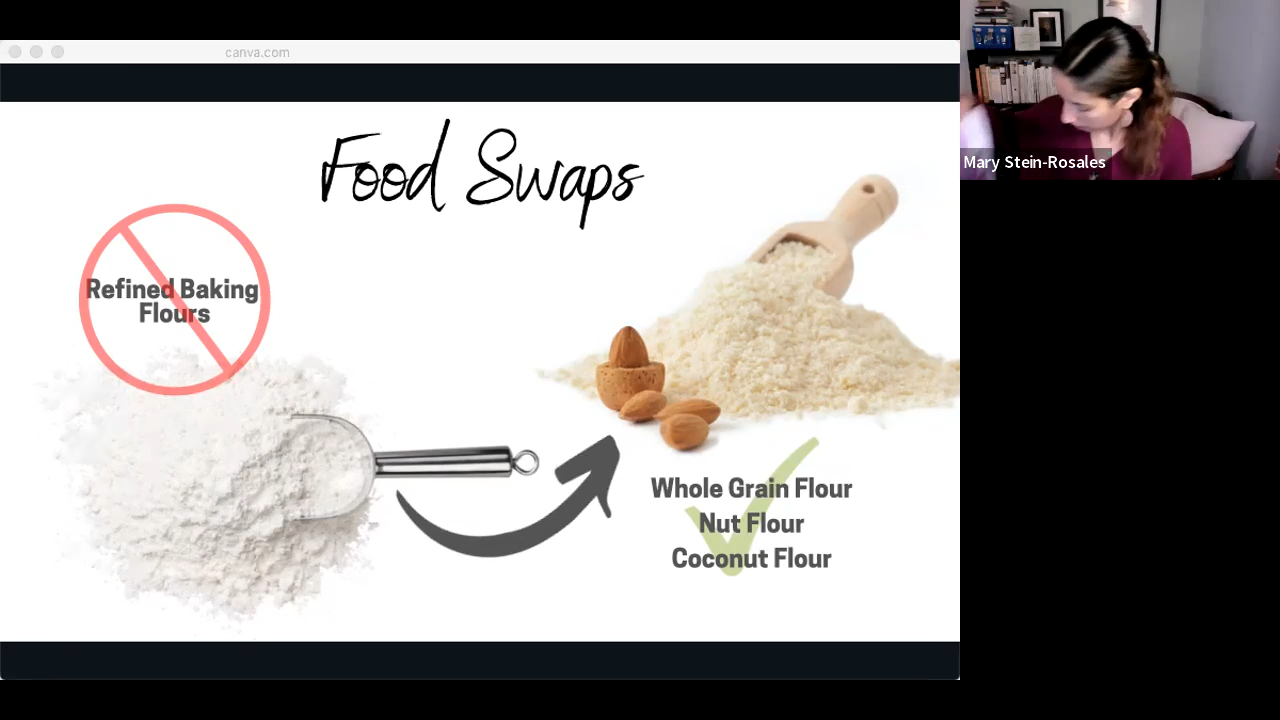 canva.com
Food Swaps
Refined Baking
Flours
Whole Grain Flour
Nut Flour
Coconut Flour
Mary Stein-Rosales